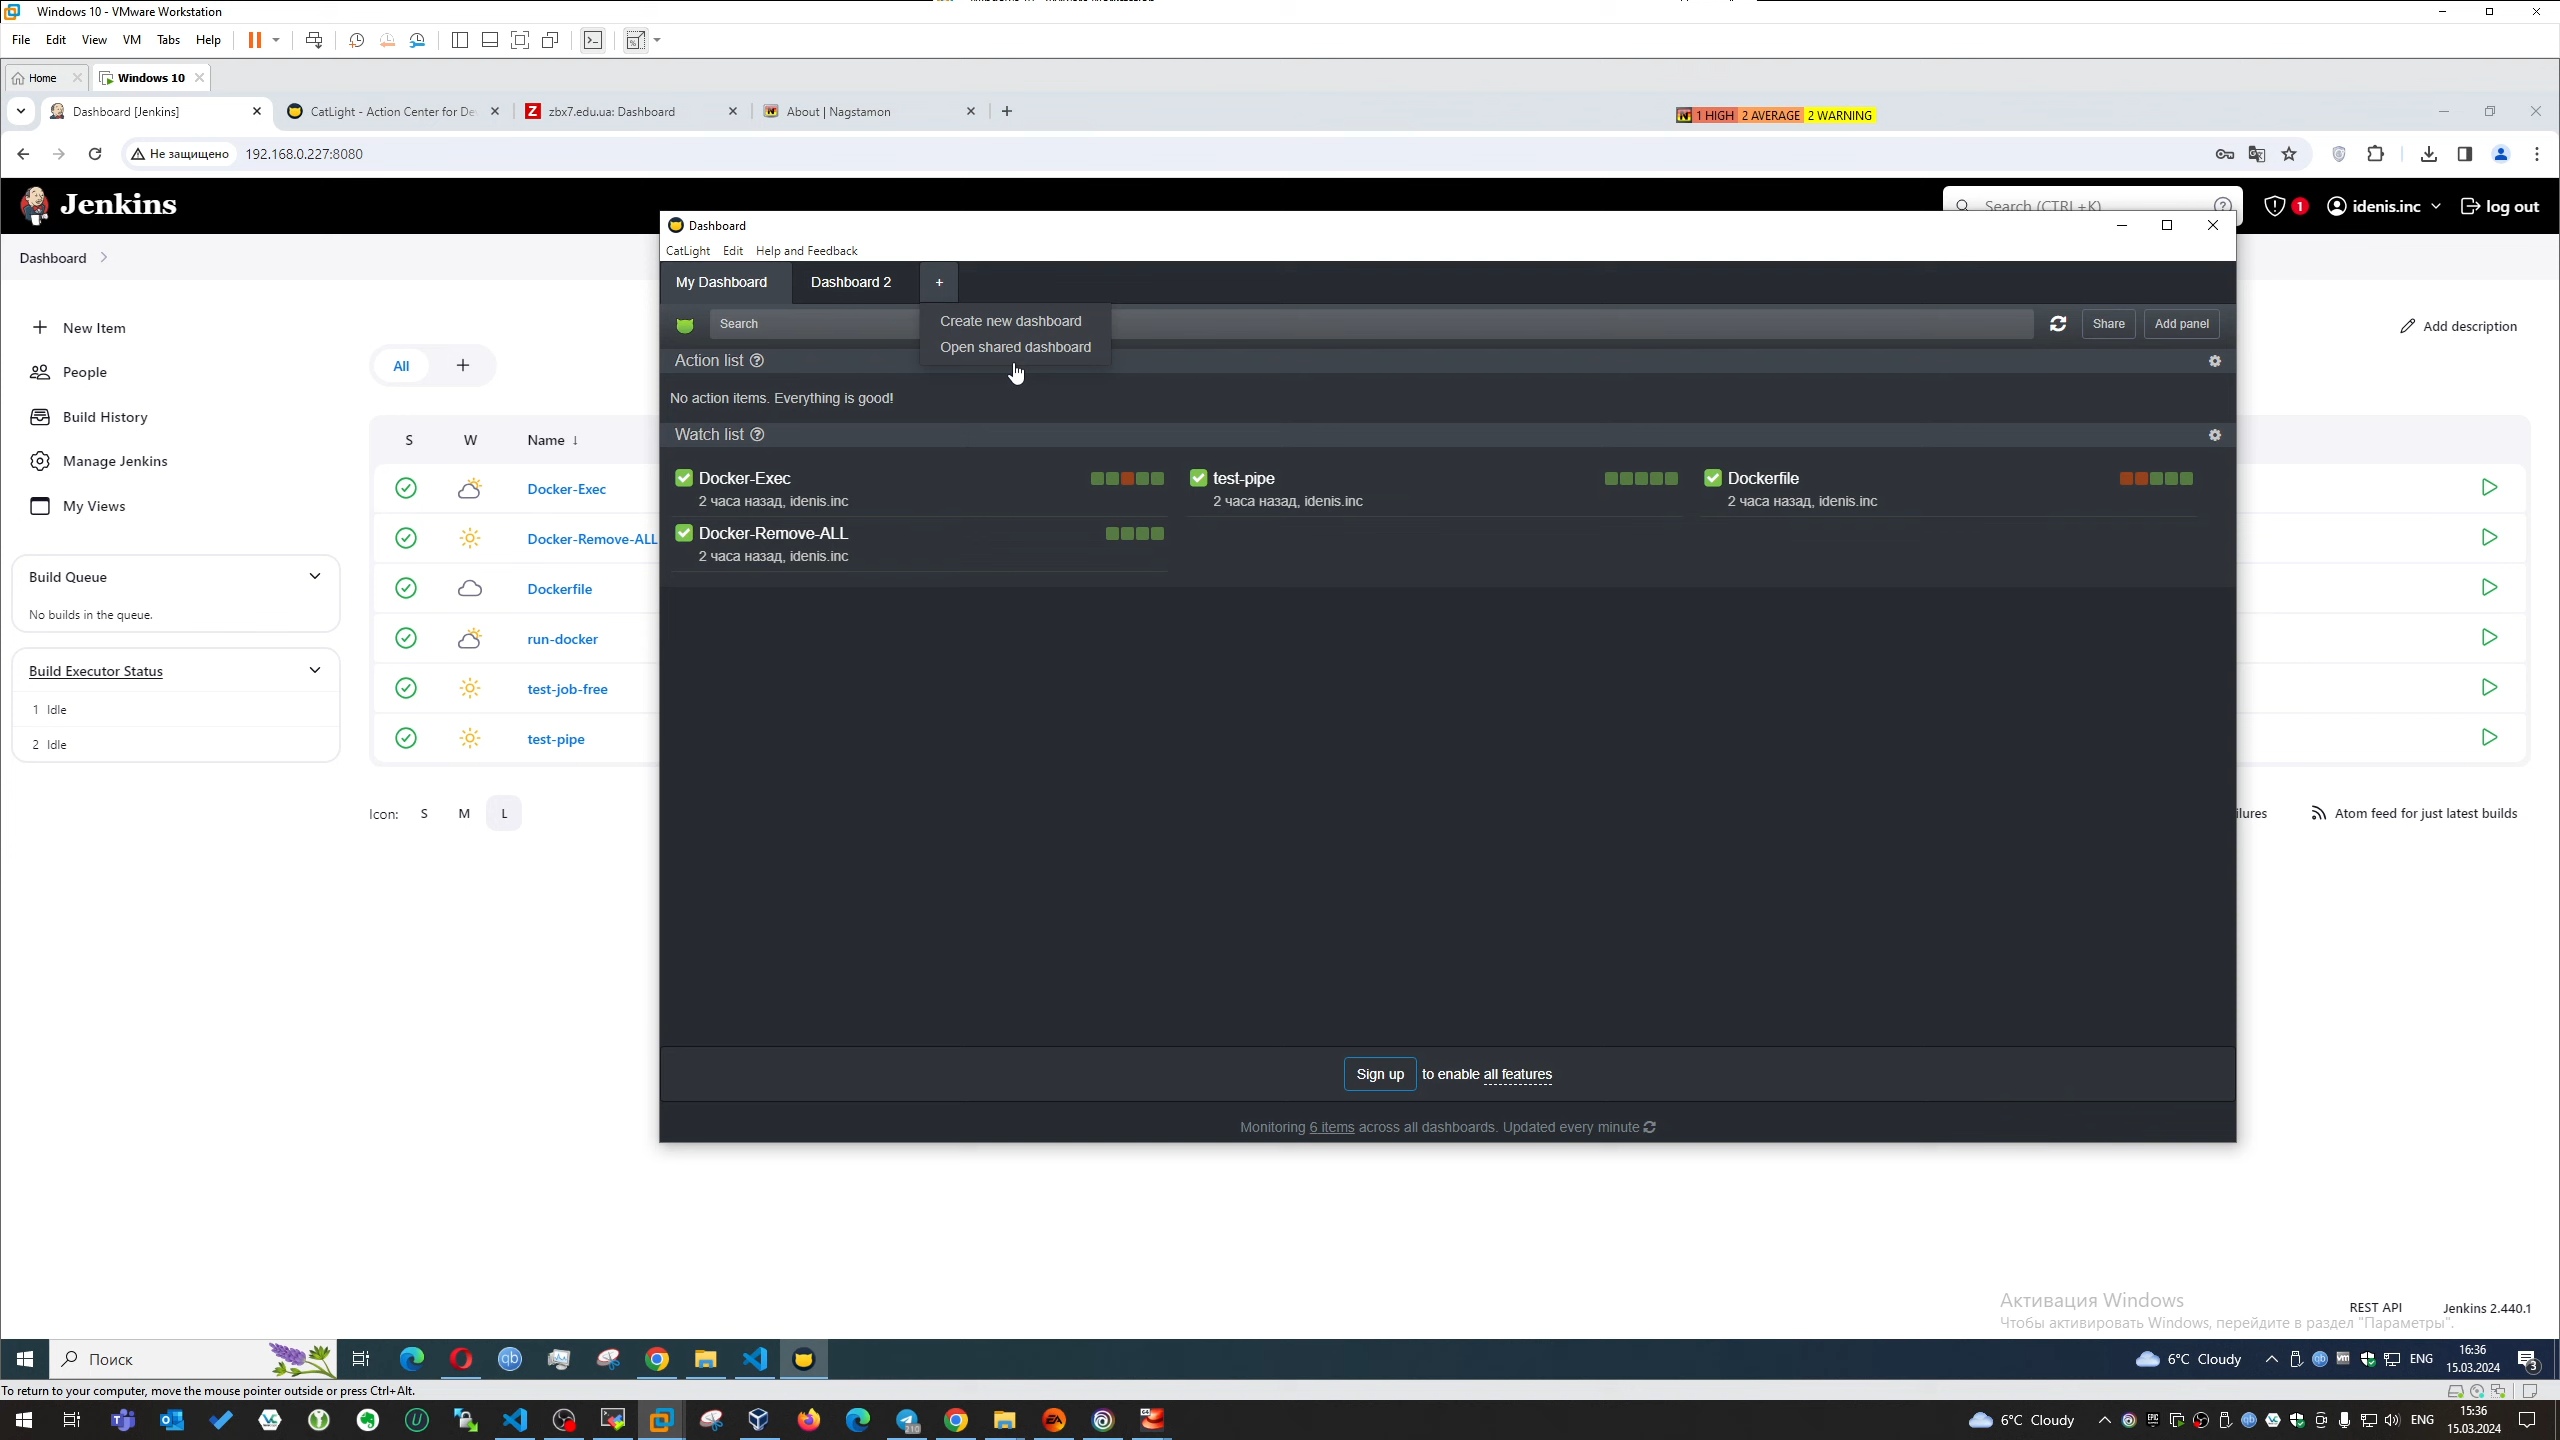 Windows 10 - VMware Workstation
File Edit View VM Tabs Help
Home
Windows 10
Dashboard [Jenkins]
CatLight - Action Center for De
zbx7.edu.ua: Dashboard
About | Nagstamon
1 HIGH 2 AVERAGE 2 WARNING
Не защищено 192.168.0.227:8080
Jenkins
Search (CTRL+K)
1
idenis.inc
log out
Dashboard
New Item
People
Build History
Manage Jenkins
My Views
Build Queue
No builds in the queue.
Build Executor Status
1 Idle
2 Idle
Add description
All
S W Name ↓
Docker-Exec
Docker-Remove-ALL
Dockerfile
run-docker
test-job-free
test-pipe
Icon: S M L
ilures
Atom feed for just latest builds
Dashboard
CatLight Edit Help and Feedback
My Dashboard
Dashboard 2
+
Create new dashboard
Open shared dashboard
Search
Share
Add panel
Action list
No action items. Everything is good!
Watch list
Docker-Exec
2 часа назад, idenis.inc
test-pipe
2 часа назад, idenis.inc
Dockerfile
2 часа назад, idenis.inc
Docker-Remove-ALL
2 часа назад, idenis.inc
Sign up to enable all features
Monitoring 6 items across all dashboards. Updated every minute
Активация Windows
Чтобы активировать Windows, перейдите в раздел "Параметры".
REST API
Jenkins 2.440.1
Поиск
6°C Cloudy
ENG
16:36
15.03.2024
3
To return to your computer, move the mouse pointer outside or press Ctrl+Alt.
6°C Cloudy
ENG
15:36
15.03.2024